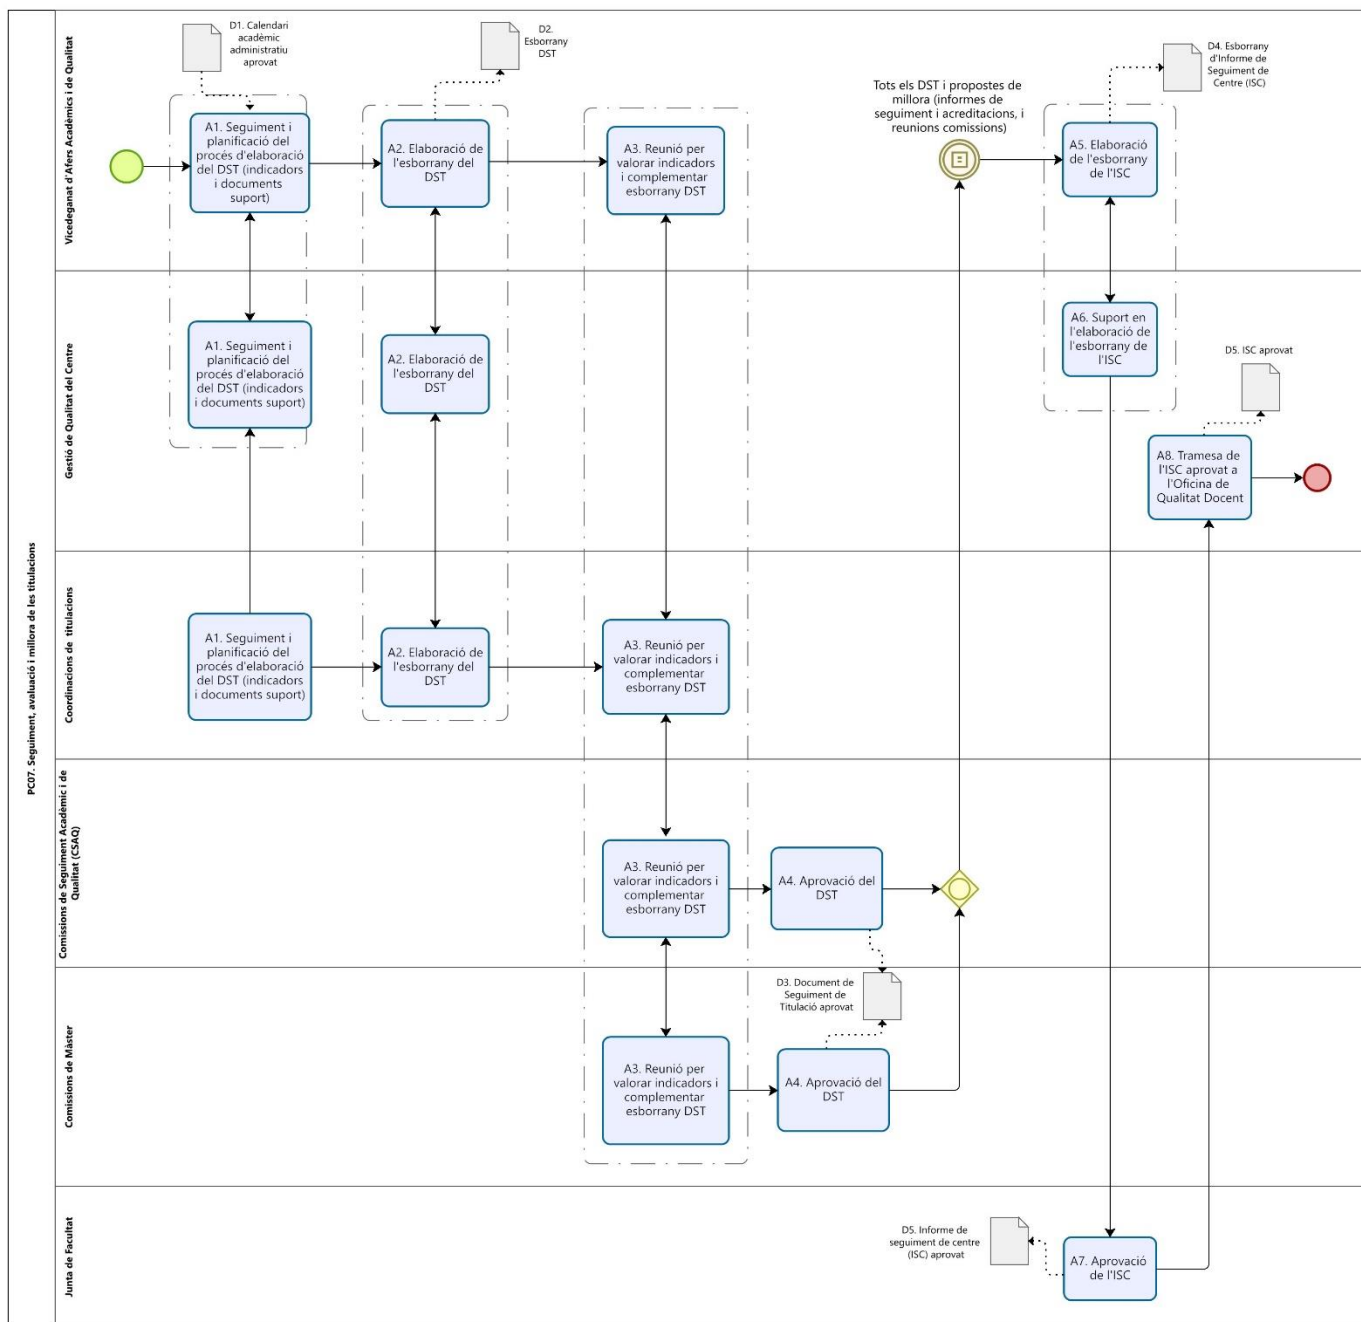 PC07. Seguiment, avaluació i millora de les titulacions
Vicedeganat d'Afers Acadèmics i de Qualitat
D1. Calendari
acadèmic
administratiu
aprovat
D2.
Esborrany
DST
D4. Esborrany
d'Informe de
Seguiment de
Centre (ISC)
Tots els DST i propostes de
millora (informes de
seguiment i acreditacions, i
reunions comissions)
A1. Seguiment i
planificació del
procés d'elaboració
del DST (indicadors
i documents
suport)
A2. Elaboració de
l'esborrany del
DST
A3. Reunió per
valorar indicadors
i complementar
esborrany DST
A5. Elaboració
de l'esborrany
de l'ISC
Gestió de Qualitat del Centre
A1. Seguiment i
planificació del
procés d'elaboració
del DST (indicadors
i documents suport)
A2. Elaboració de
l'esborrany del
DST
A6. Suport en
l'elaboració de
l'esborrany de
l'ISC
D5. ISC aprovat
A8. Tramesa de
l'ISC aprovat a
l'Oficina de
Qualitat Docent
Coordinacions de titulacions
A1. Seguiment i
planificació del
procés d'elaboració
del DST (indicadors
i documents suport)
A2. Elaboració de
l'esborrany del
DST
A3. Reunió per
valorar indicadors i
complementar
esborrany DST
Comissions de Seguiment Acadèmic i de
Qualitat (CSAQ)
A3. Reunió per
valorar indicadors i
complementar
esborrany DST
A4. Aprovació del
DST
Comissions de Màster
D3. Document de
Seguiment de
Titulació aprovat
A3. Reunió per
valorar indicadors i
complementar
esborrany DST
A4. Aprovació del
DST
Junta de Facultat
D5. Informe de
seguiment de centre
(ISC) aprovat
A7. Aprovació
de l'ISC